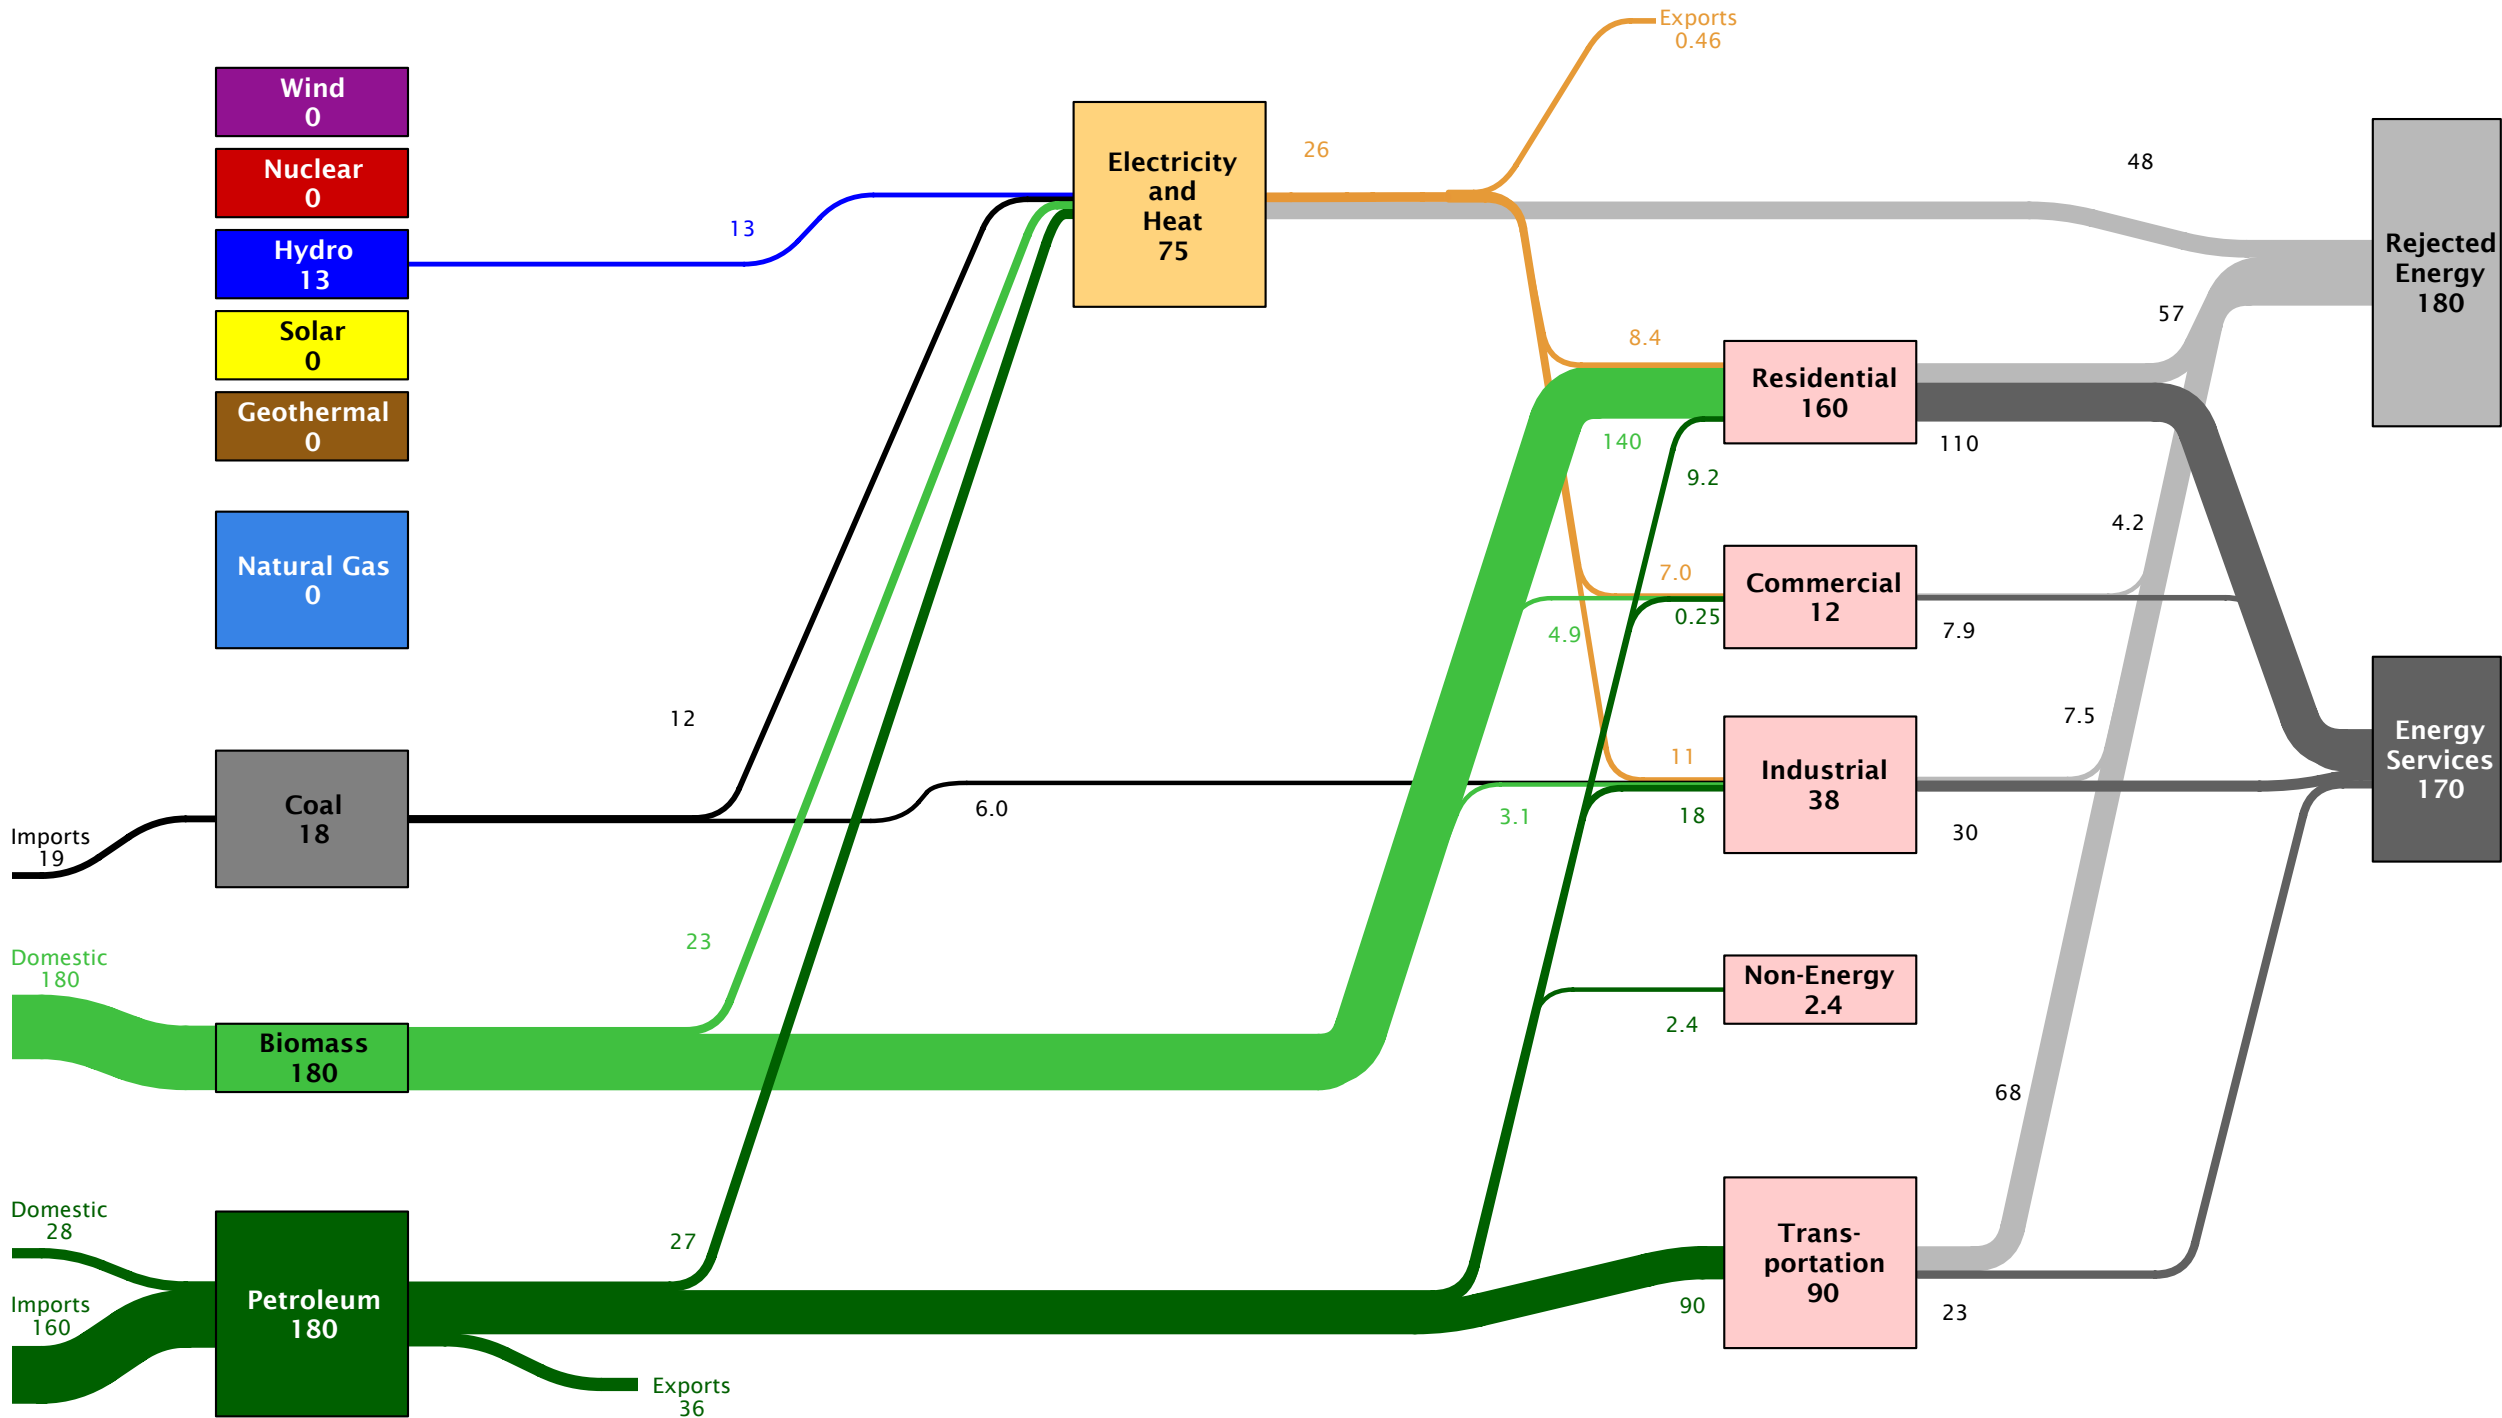 Exports
0.46
Wind
0
Nuclear
0
Hydro
13
Solar
0
Geothermal
0
Natural Gas
0
Coal
18
Imports
19
Domestic
180
Biomass
180
Domestic
28
Imports
160
Petroleum
180
Exports
36
13
12
6.0
23
27
Electricity
and
Heat
75
26
48
8.4
140
9.2
Residential
160
57
110
7.0
4.9
0.25
Commercial
12
4.2
7.9
11
3.1
18
Industrial
38
7.5
30
Non-Energy
2.4
2.4
68
90
Trans-
portation
90
23
Rejected
Energy
180
Energy
Services
170